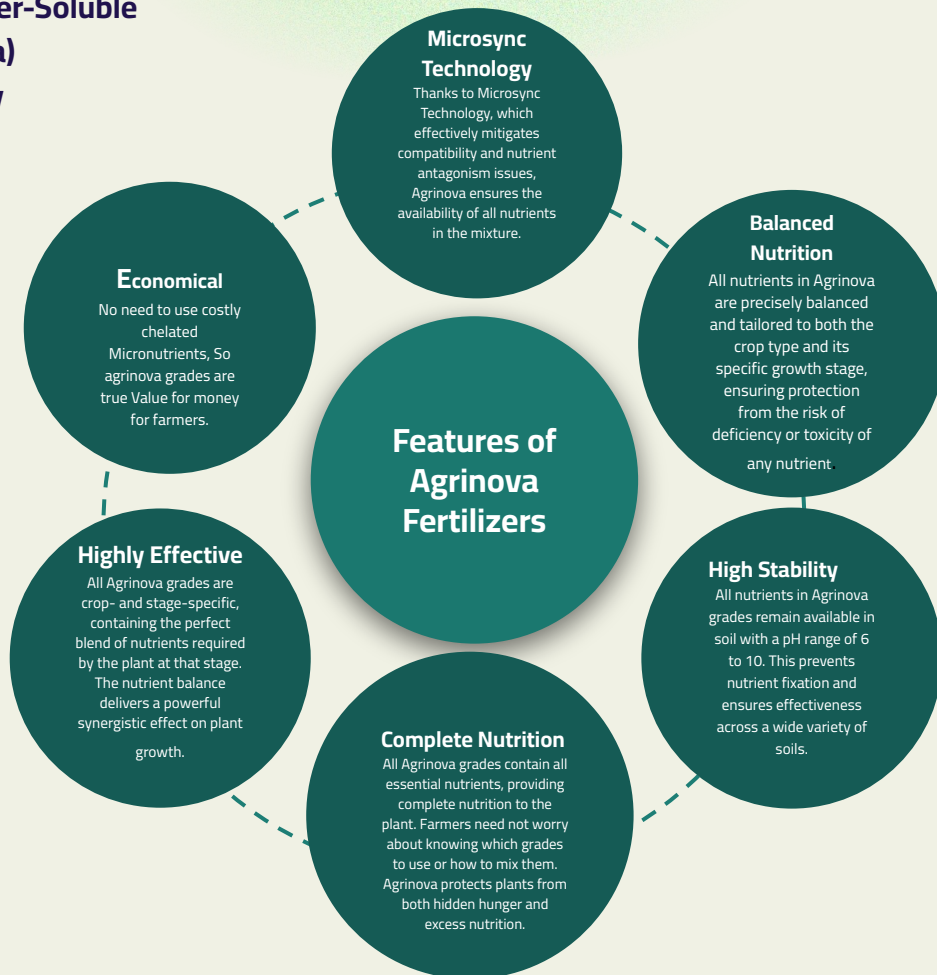 er-Soluble
a)
y
Microsync
Technology
Thanks to Microsync
Technology, which
effectively mitigates
compatibility and nutrient
antagonism issues,
Agrinova ensures the
availability of all nutrients
in the mixture.
Balanced
Nutrition
All nutrients in Agrinova
are precisely balanced
and tailored to both the
crop type and its
specific growth stage,
ensuring protection
from the risk of
deficiency or toxicity of
any nutrient.
Economical
No need to use costly
chelated
Micronutrients, So
agrinova grades are
true Value for money
for farmers.
Features of
Agrinova
Fertilizers
Highly Effective
All Agrinova grades are
crop- and stage-specific,
containing the perfect
blend of nutrients required
by the plant at that stage.
The nutrient balance
delivers a powerful
synergistic effect on plant
growth.
High Stability
All nutrients in Agrinova
grades remain available in
soil with a pH range of 6
to 10. This prevents
nutrient fixation and
ensures effectiveness
across a wide variety of
soils.
Complete Nutrition
All Agrinova grades contain all
essential nutrients, providing
complete nutrition to the
plant. Farmers need not worry
about knowing which grades
to use or how to mix them.
Agrinova protects plants from
both hidden hunger and
excess nutrition.